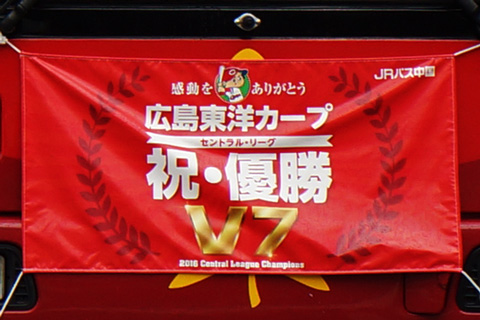 JRバス中国
感動を ありがとう
広島東洋カープ
セントラル・リーグ
祝・優勝
V7
2016 Central League Champions